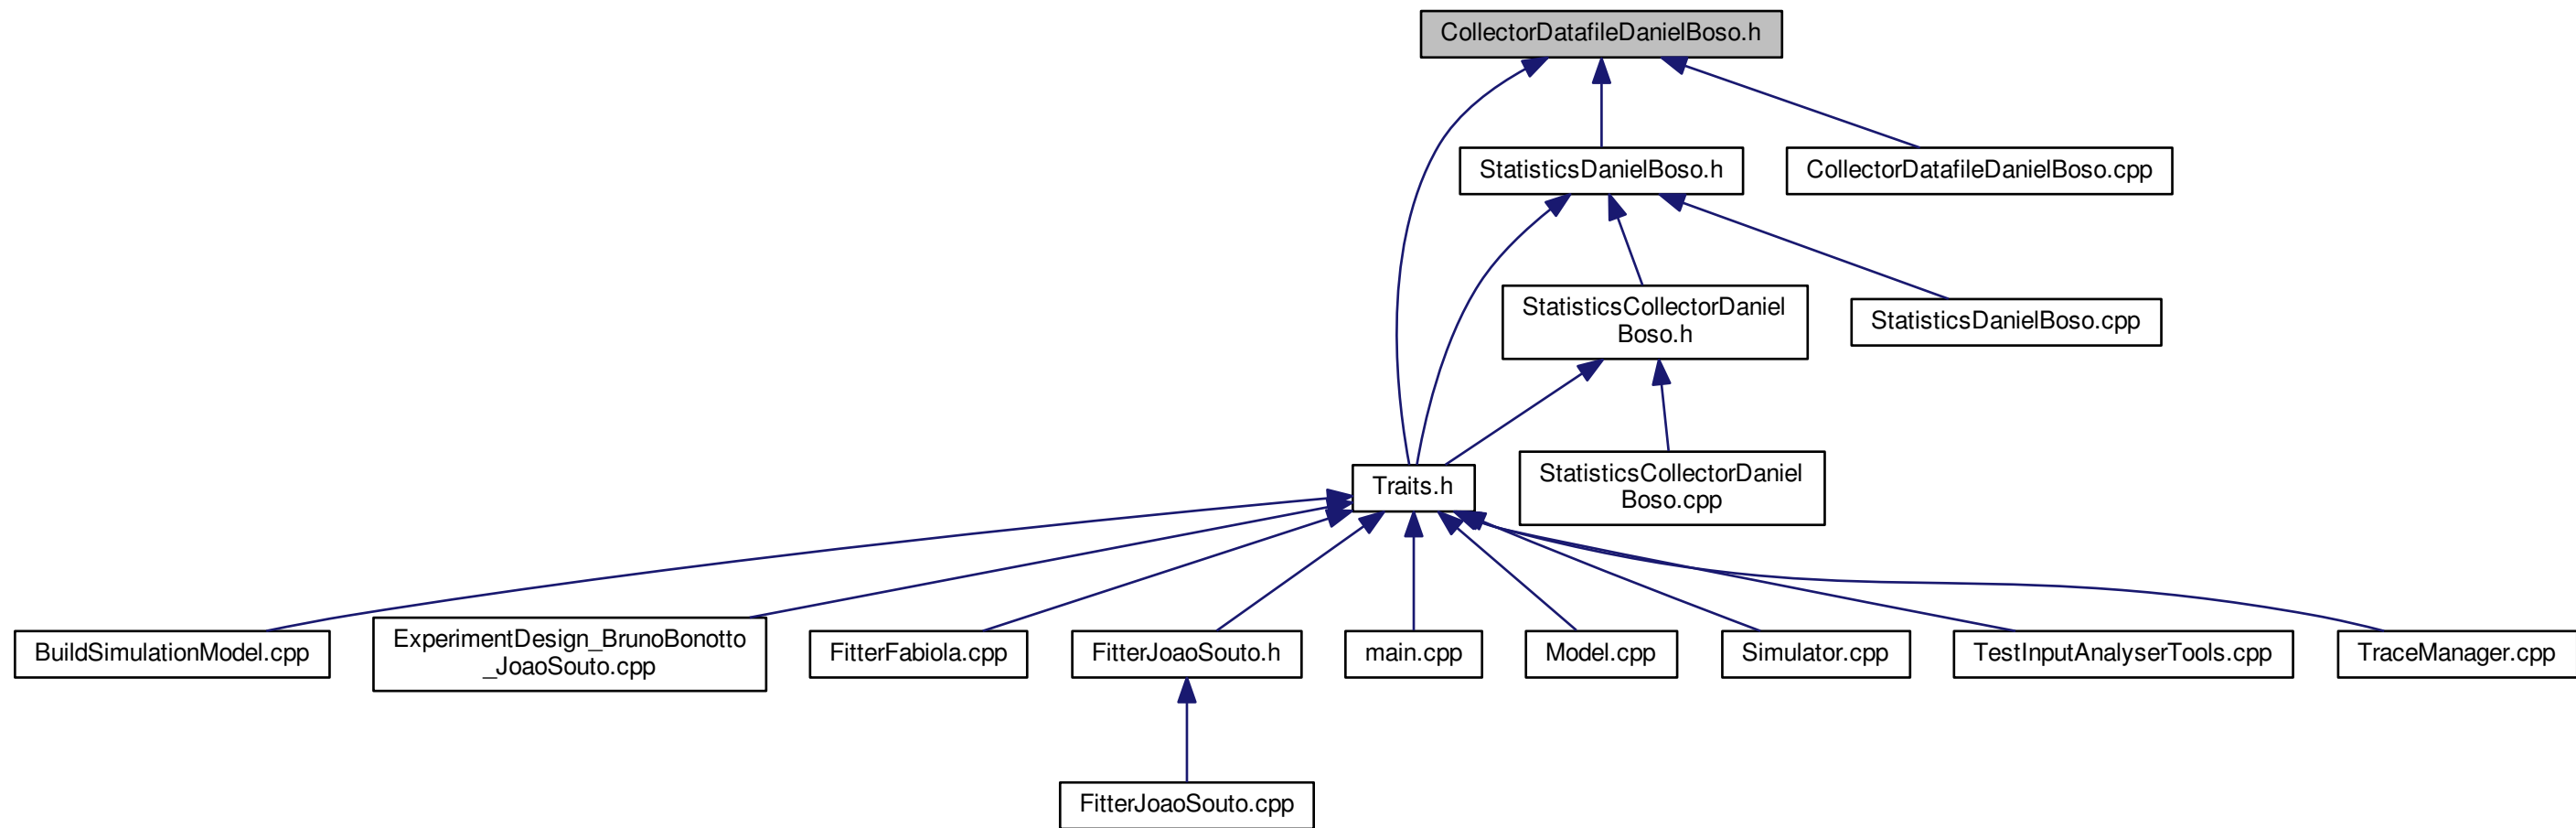 CollectorDatafileDanielBoso.h
StatisticsDanielBoso.h
CollectorDatafileDanielBoso.cpp
StatisticsCollectorDaniel
Boso.h
StatisticsDanielBoso.cpp
Traits.h
StatisticsCollectorDaniel
Boso.cpp
BuildSimulationModel.cpp
ExperimentDesign_BrunoBonotto
_JoaoSouto.cpp
FitterFabiola.cpp
FitterJoaoSouto.h
main.cpp
Model.cpp
Simulator.cpp
TestInputAnalyserTools.cpp
TraceManager.cpp
FitterJoaoSouto.cpp